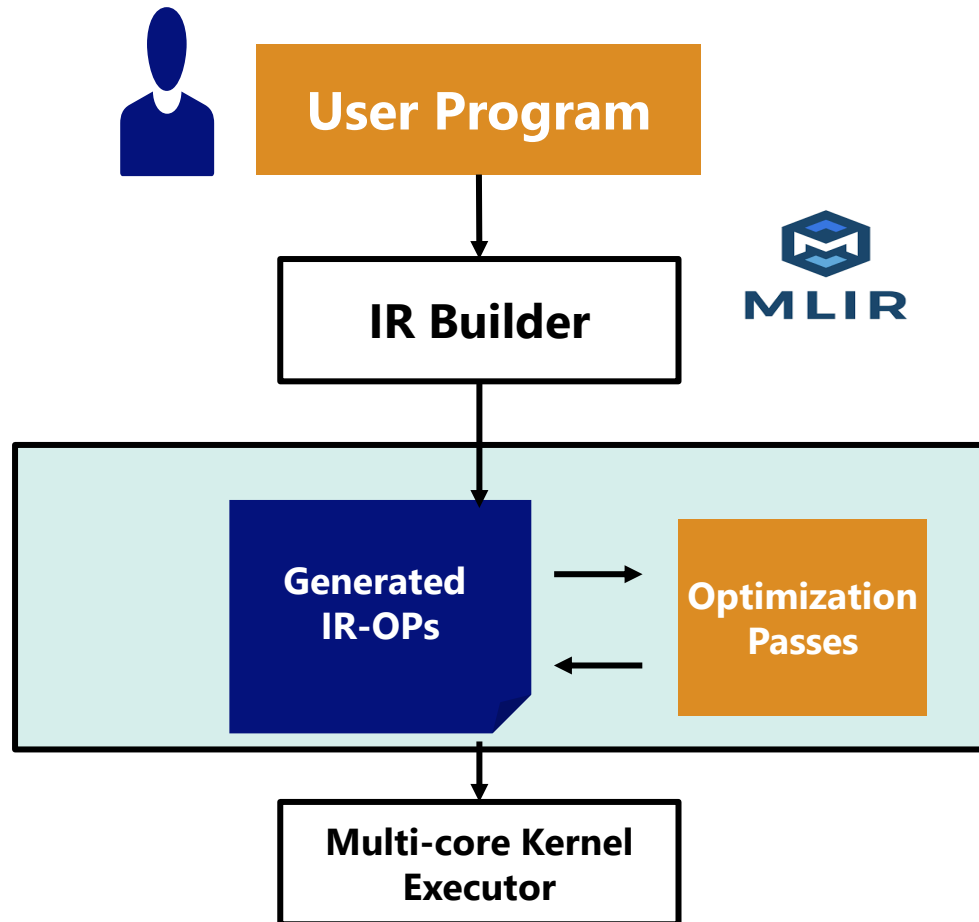 User Program
MLIR
IR Builder
Generated
IR-OPs
Optimization
Passes
Multi-core Kernel
Executor